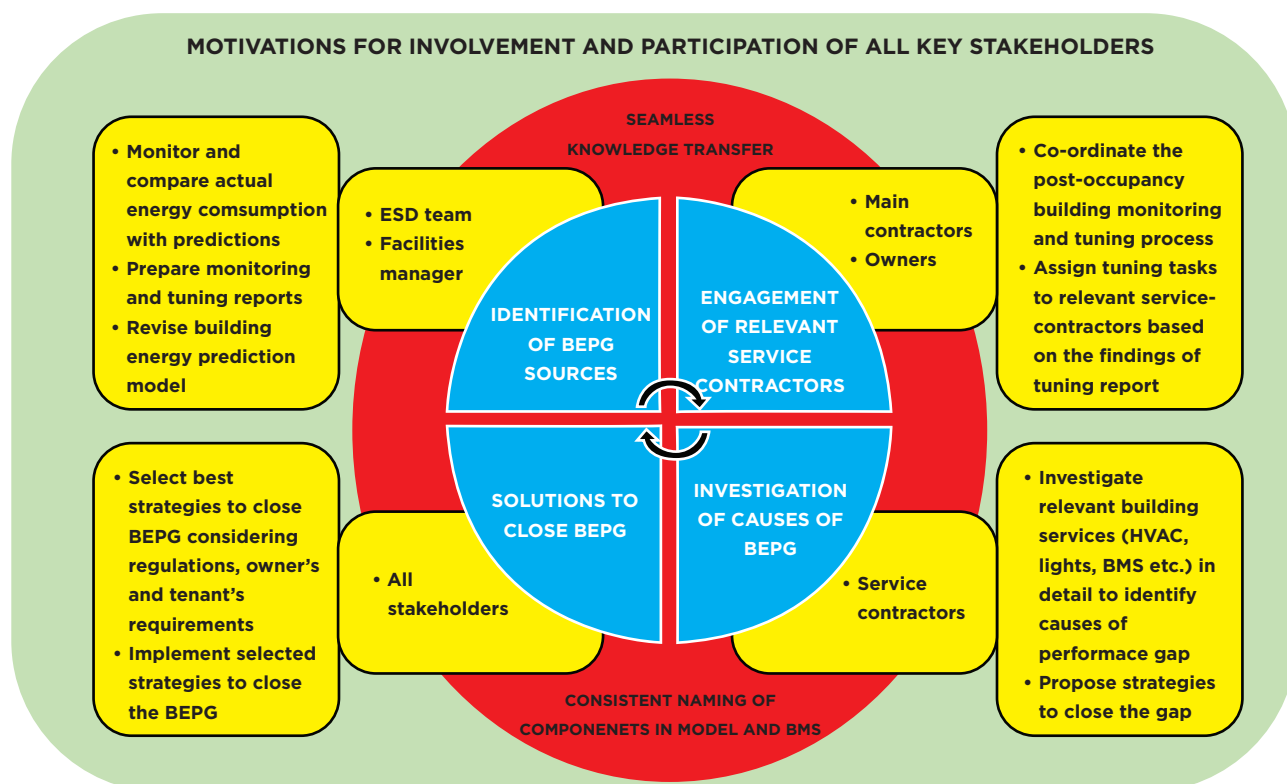 MOTIVATIONS FOR INVOLVEMENT AND PARTICIPATION OF ALL KEY STAKEHOLDERS
SEAMLESS
KNOWLEDGE TRANSFER
• Monitor and
compare actual
energy comsumption
with predictions
• Prepare monitoring
and tuning reports
• Revise building
energy prediction
model
• ESD team
• Facilities
manager
IDENTIFICATION
OF BEPG
SOURCES
ENGAGEMENT
OF RELEVANT
SERVICE
CONTRACTORS
• Main
contractors
• Owners
• Co-ordinate the
post-occupancy
building monitoring
and tuning process
• Assign tuning tasks
to relevant service-
contractors based
on the findings of
tuning report
• Select best
strategies to close
BEPG considering
regulations, owner’s
and tenant’s
requirements
• Implement selected
strategies to close
the BEPG
• All
stakeholders
SOLUTIONS TO
CLOSE BEPG
INVESTIGATION
OF CAUSES OF
BEPG
• Service
contractors
• Investigate
relevant building
services (HVAC,
lights, BMS etc.) in
detail to identify
causes of
performace gap
• Propose strategies
to close the gap
CONSISTENT NAMING OF
COMPONENETS IN MODEL AND BMS